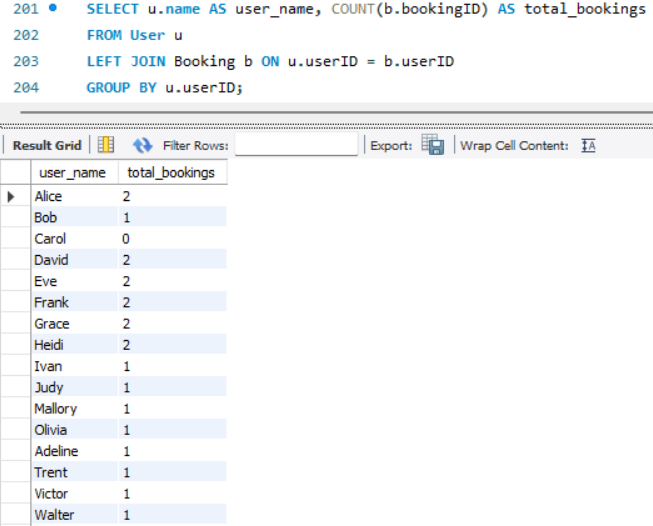 201 SELECT u.name AS user_name, COUNT(b.bookingID) AS total_bookings
202 FROM User u
203 LEFT JOIN Booking b ON u.userID = b.userID
204 GROUP BY u.userID;
Result Grid Filter Rows: Export: Wrap Cell Content: IA
user_name total_bookings
Alice 2
Bob 1
Carol 0
David 2
Eve 2
Frank 2
Grace 2
Heidi 2
Ivan 1
Judy 1
Mallory 1
Olivia 1
Adeline 1
Trent 1
Victor 1
Walter 1